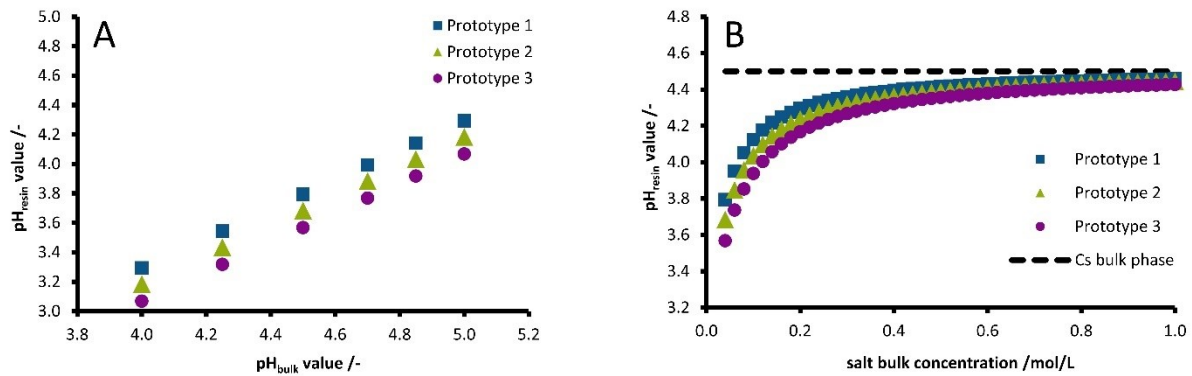 A
5.0
4.8
4.6
4.4
4.2
4.0
3.8
3.6
3.4
3.2
3.0
pH_resin value /-
Prototype 1
Prototype 2
Prototype 3
3.8 4.0 4.2 4.4 4.6 4.8 5.0 5.2
pH_bulk value /-
B
4.8
4.6
4.4
4.2
4.0
3.8
3.6
3.4
3.2
pH_resin value /-
Prototype 1
Prototype 2
Prototype 3
Cs bulk phase
0.0 0.2 0.4 0.6 0.8 1.0
salt bulk concentration /mol/L